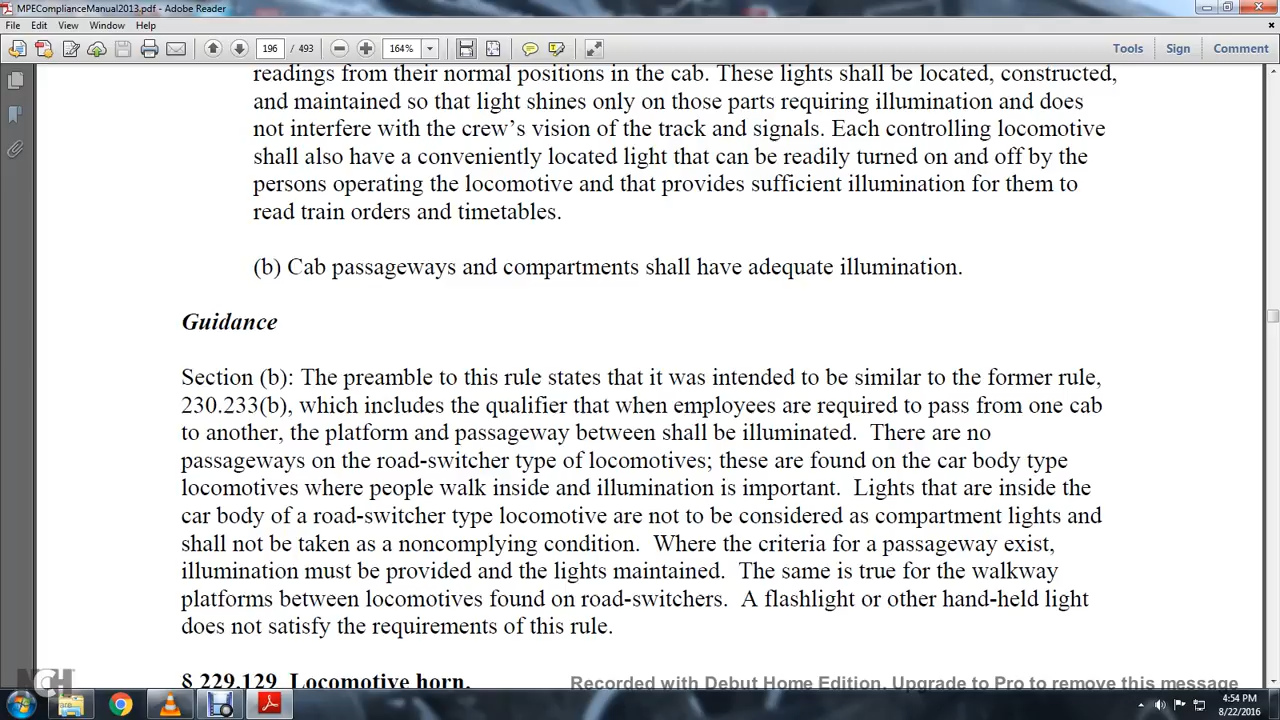 MPEComplianceManual2013.pdf - Adobe Reader
File Edit View Window Help
196 / 493 164% Tools Sign Comment
readings from their normal positions in the cab. These lights shall be located, constructed,
and maintained so that light shines only on those parts requiring illumination and does
not interfere with the crew’s vision of the track and signals. Each controlling locomotive
shall also have a conveniently located light that can be readily turned on and off by the
persons operating the locomotive and that provides sufficient illumination for them to
read train orders and timetables.
(b) Cab passageways and compartments shall have adequate illumination.
Guidance
Section (b): The preamble to this rule states that it was intended to be similar to the former rule,
230.233(b), which includes the qualifier that when employees are required to pass from one cab
to another, the platform and passageway between shall be illuminated. There are no
passageways on the road-switcher type of locomotives; these are found on the car body type
locomotives where people walk inside and illumination is important. Lights that are inside the
car body of a road-switcher type locomotive are not to be considered as compartment lights and
shall not be taken as a noncomplying condition. Where the criteria for a passageway exist,
illumination must be provided and the lights maintained. The same is true for the walkway
platforms between locomotives found on road-switchers. A flashlight or other hand-held light
does not satisfy the requirements of this rule.
§ 229.129 Locomotive horn.
Recorded with Debut Home Edition. Upgrade to Pro to remove this message
NCH
4:54 PM
8/22/2016